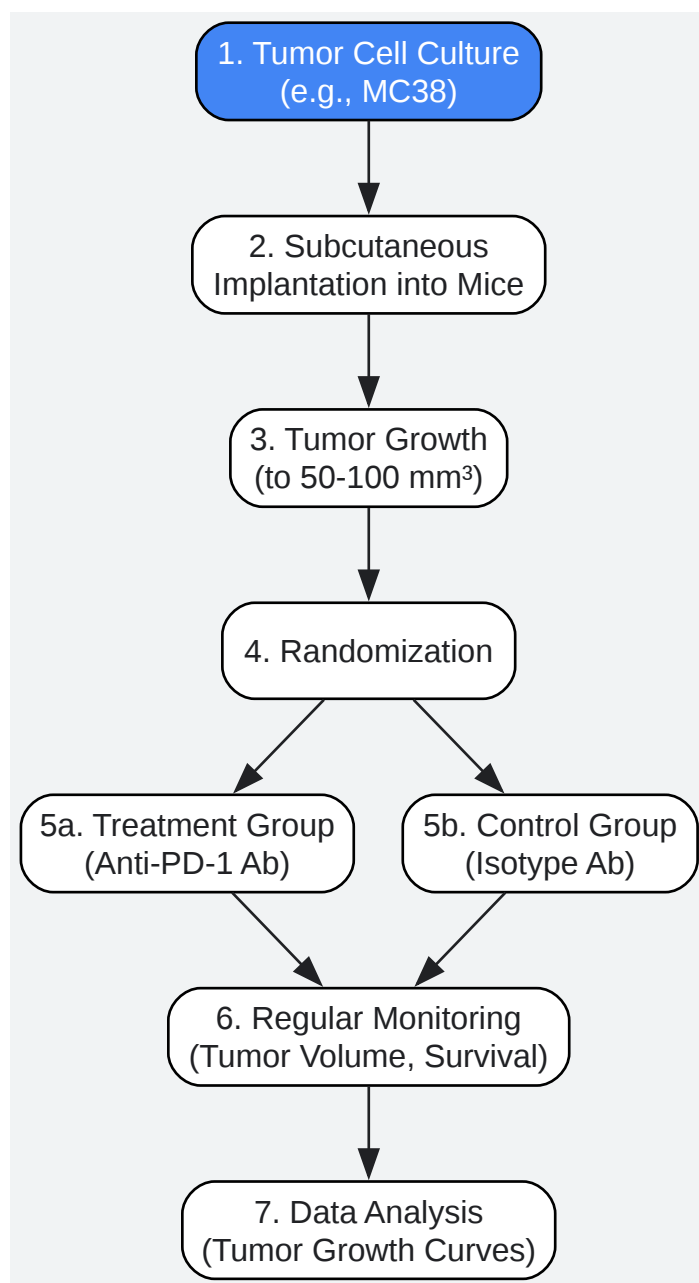 1. Tumor Cell Culture
(e.g., MC38)
2. Subcutaneous
Implantation into Mice
3. Tumor Growth
(to 50-100 mm³)
4. Randomization
5a. Treatment Group
(Anti-PD-1 Ab)
5b. Control Group
(Isotype Ab)
6. Regular Monitoring
(Tumor Volume, Survival)
7. Data Analysis
(Tumor Growth Curves)